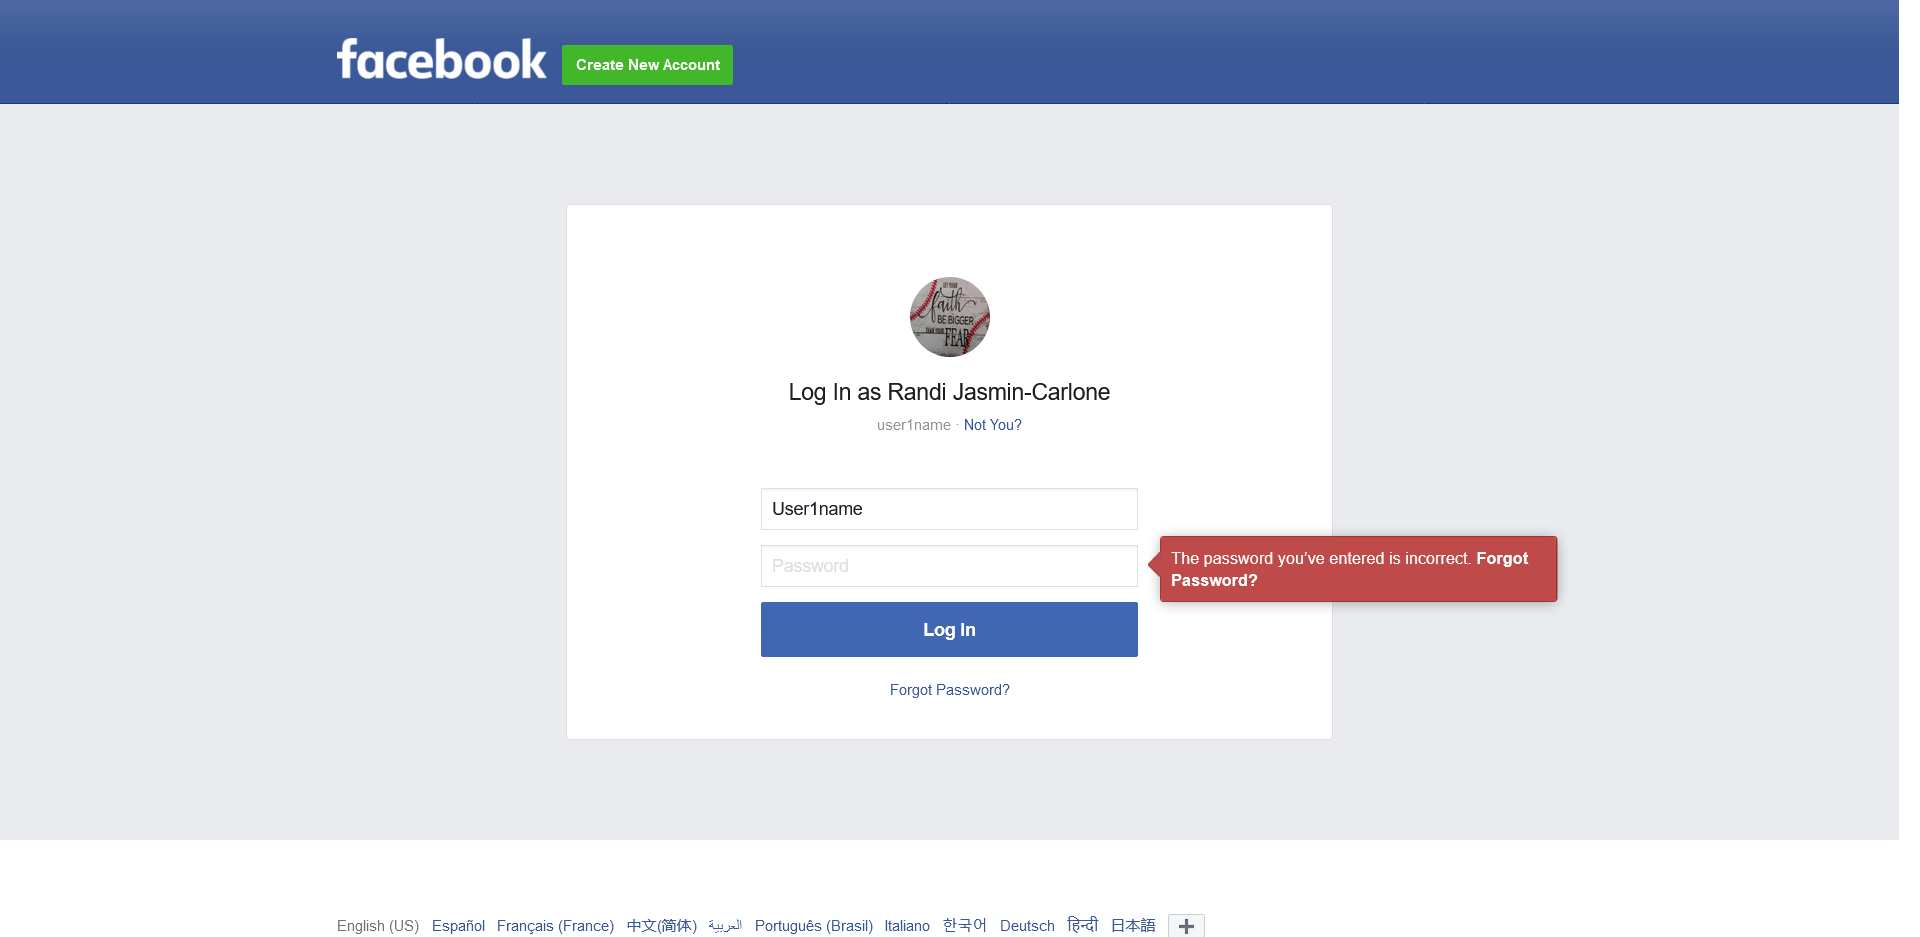 facebook
Create New Account
LET YOUR
faith
BE BIGGER
THAN YOUR
FEAR
Log In as Randi Jasmin-Carlone
user1name · Not You?
User1name
Password
The password you've entered is incorrect. Forgot
Password?
Log In
Forgot Password?
English (US) Español Français (France) 中文(简体) العربية Português (Brasil) Italiano 한국어 Deutsch हिन्दी 日本語